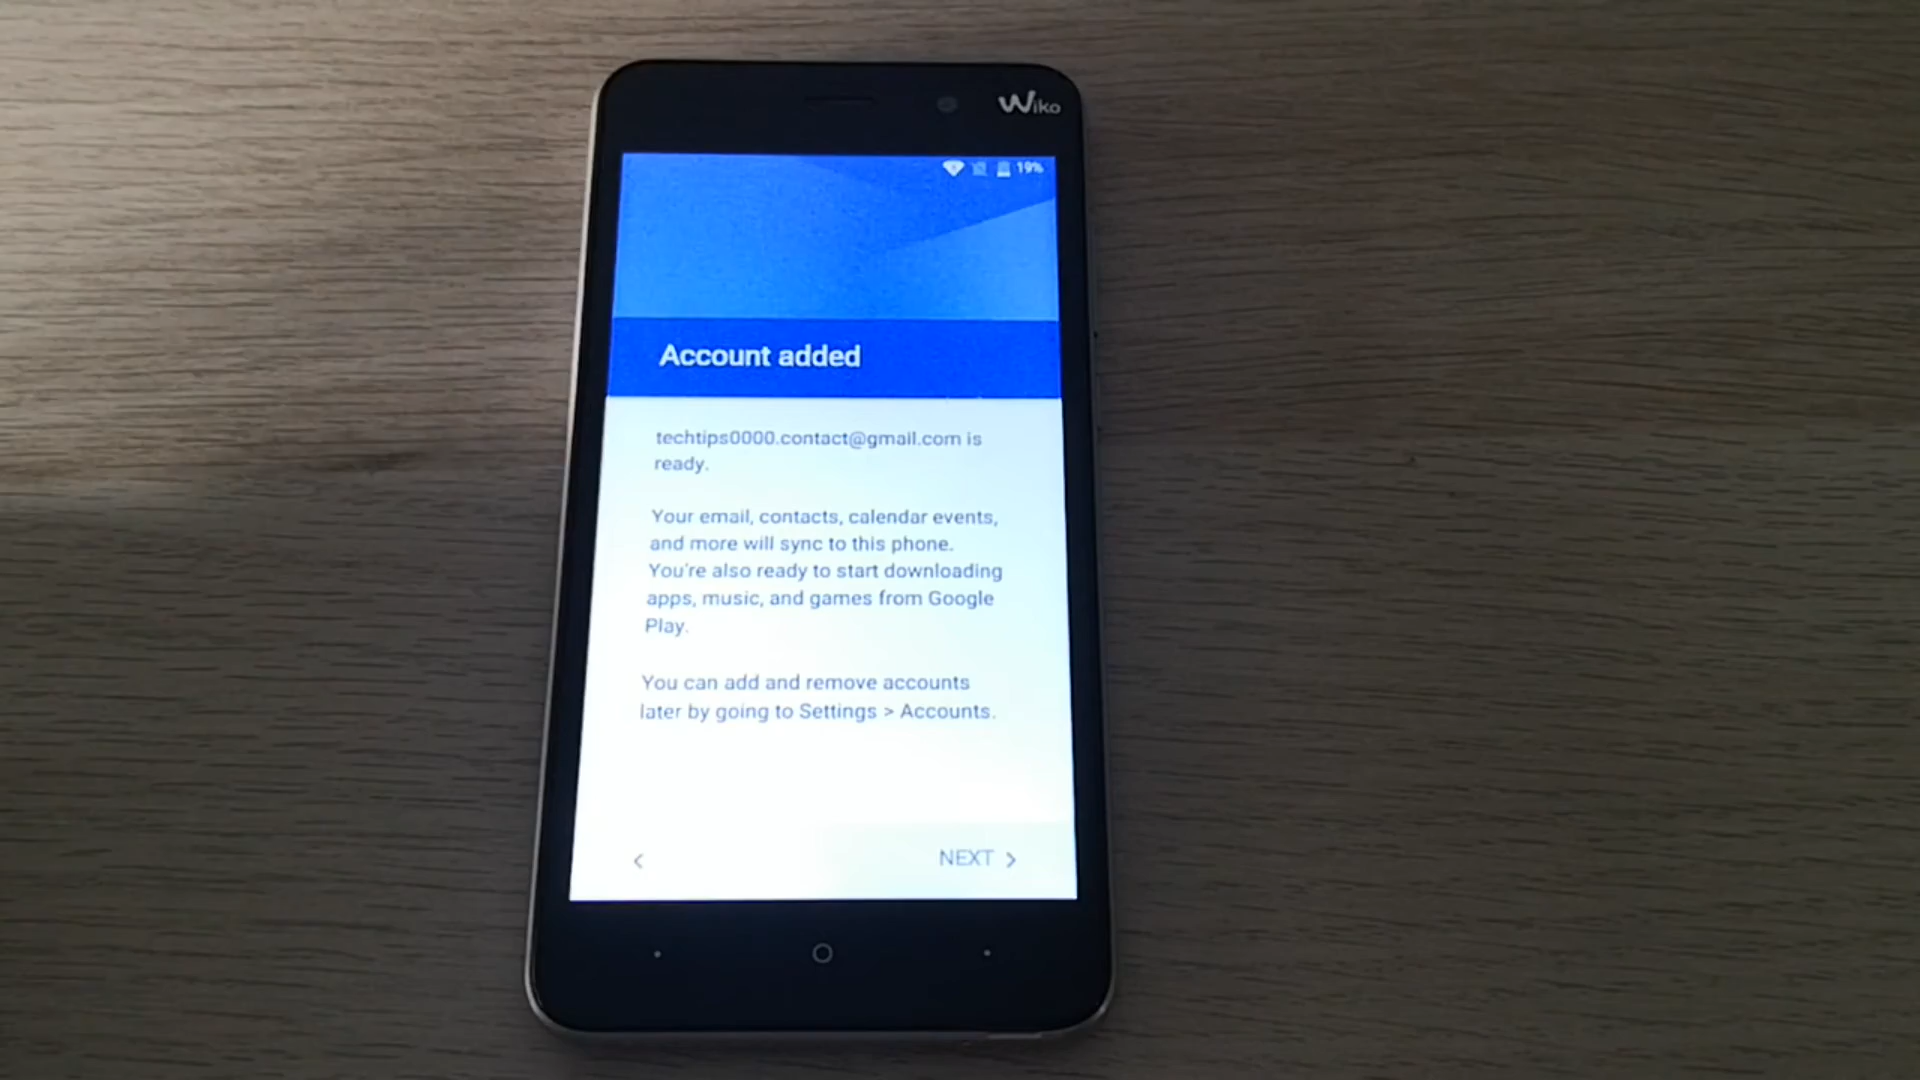 Wiko
19%
Account added
techtips0000.contact@gmail.com is
ready.
Your email, contacts, calendar events,
and more will sync to this phone.
You're also ready to start downloading
apps, music, and games from Google
Play.
You can add and remove accounts
later by going to Settings > Accounts.
< NEXT >